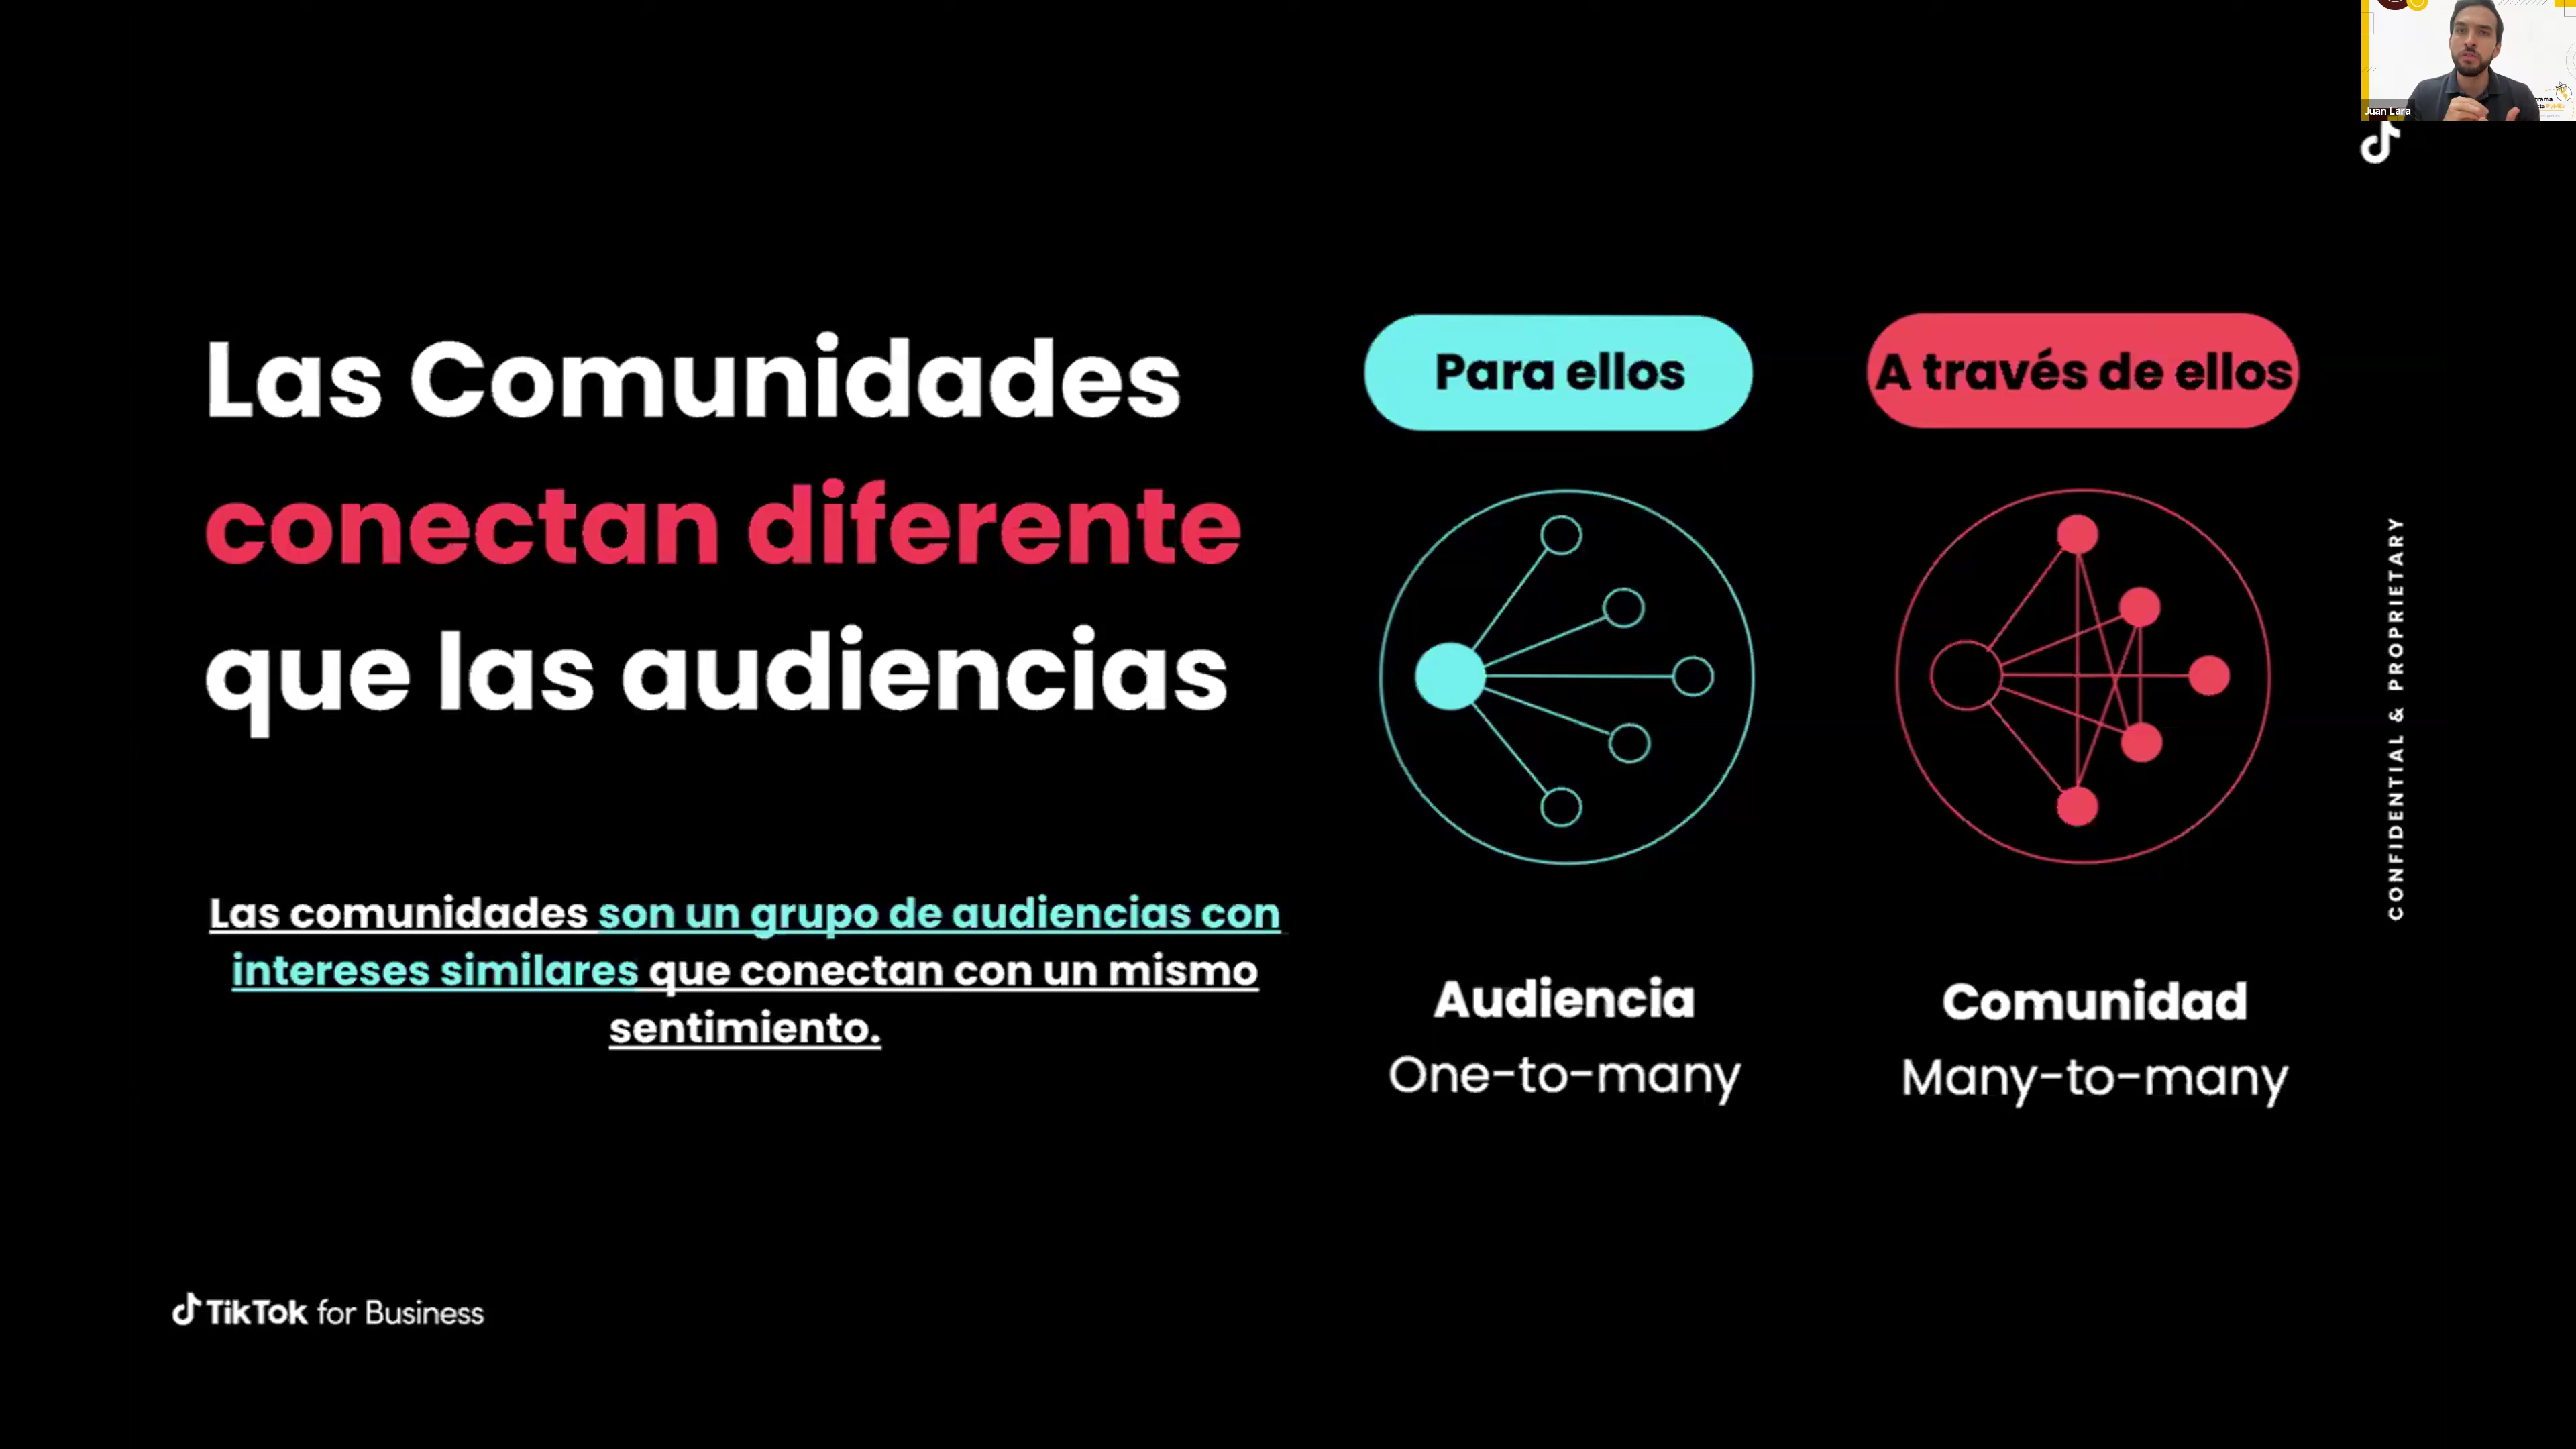 Juan Lara
Las Comunidades
conectan diferente
que las audiencias
Las comunidades son un grupo de audiencias con
intereses similares que conectan con un mismo
sentimiento.
Para ellos
Audiencia
One-to-many
A través de ellos
Comunidad
Many-to-many
CONFIDENTIAL & PROPRIETARY
TikTok for Business